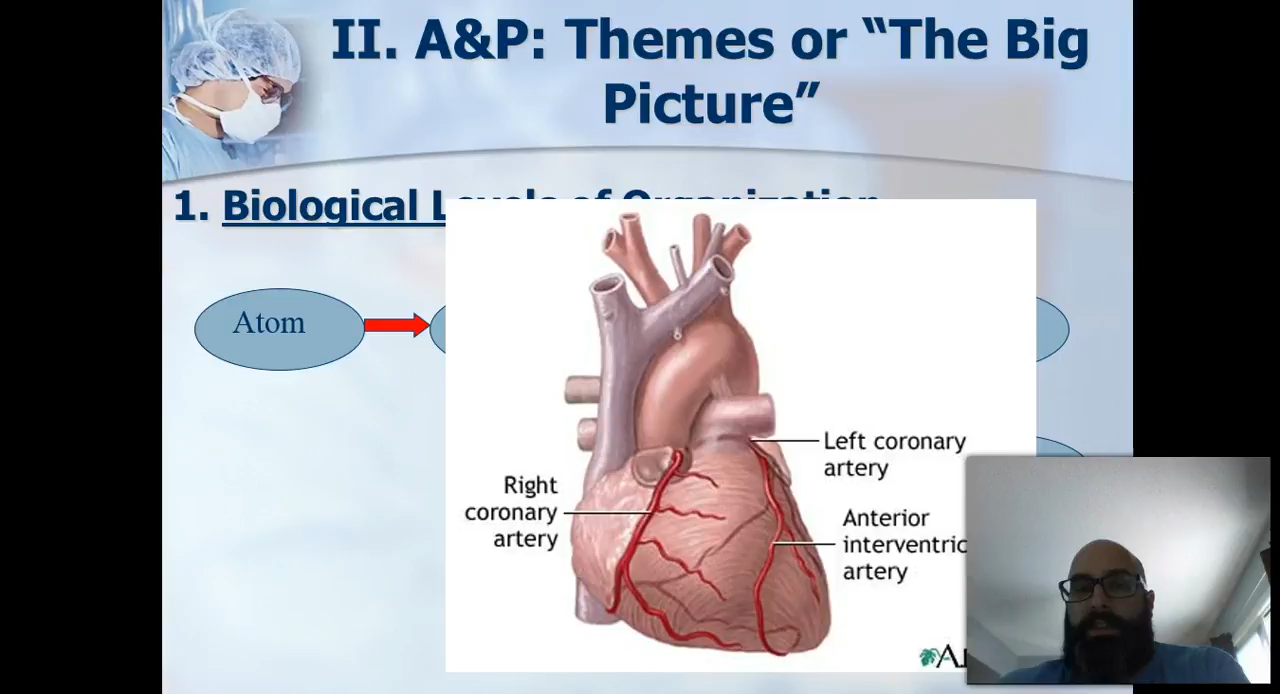 II. A&P: Themes or “The Big
Picture”
1. Biological Levels of Organization
Atom
Left coronary
artery
Right
coronary
artery
Anterior
interventric
artery